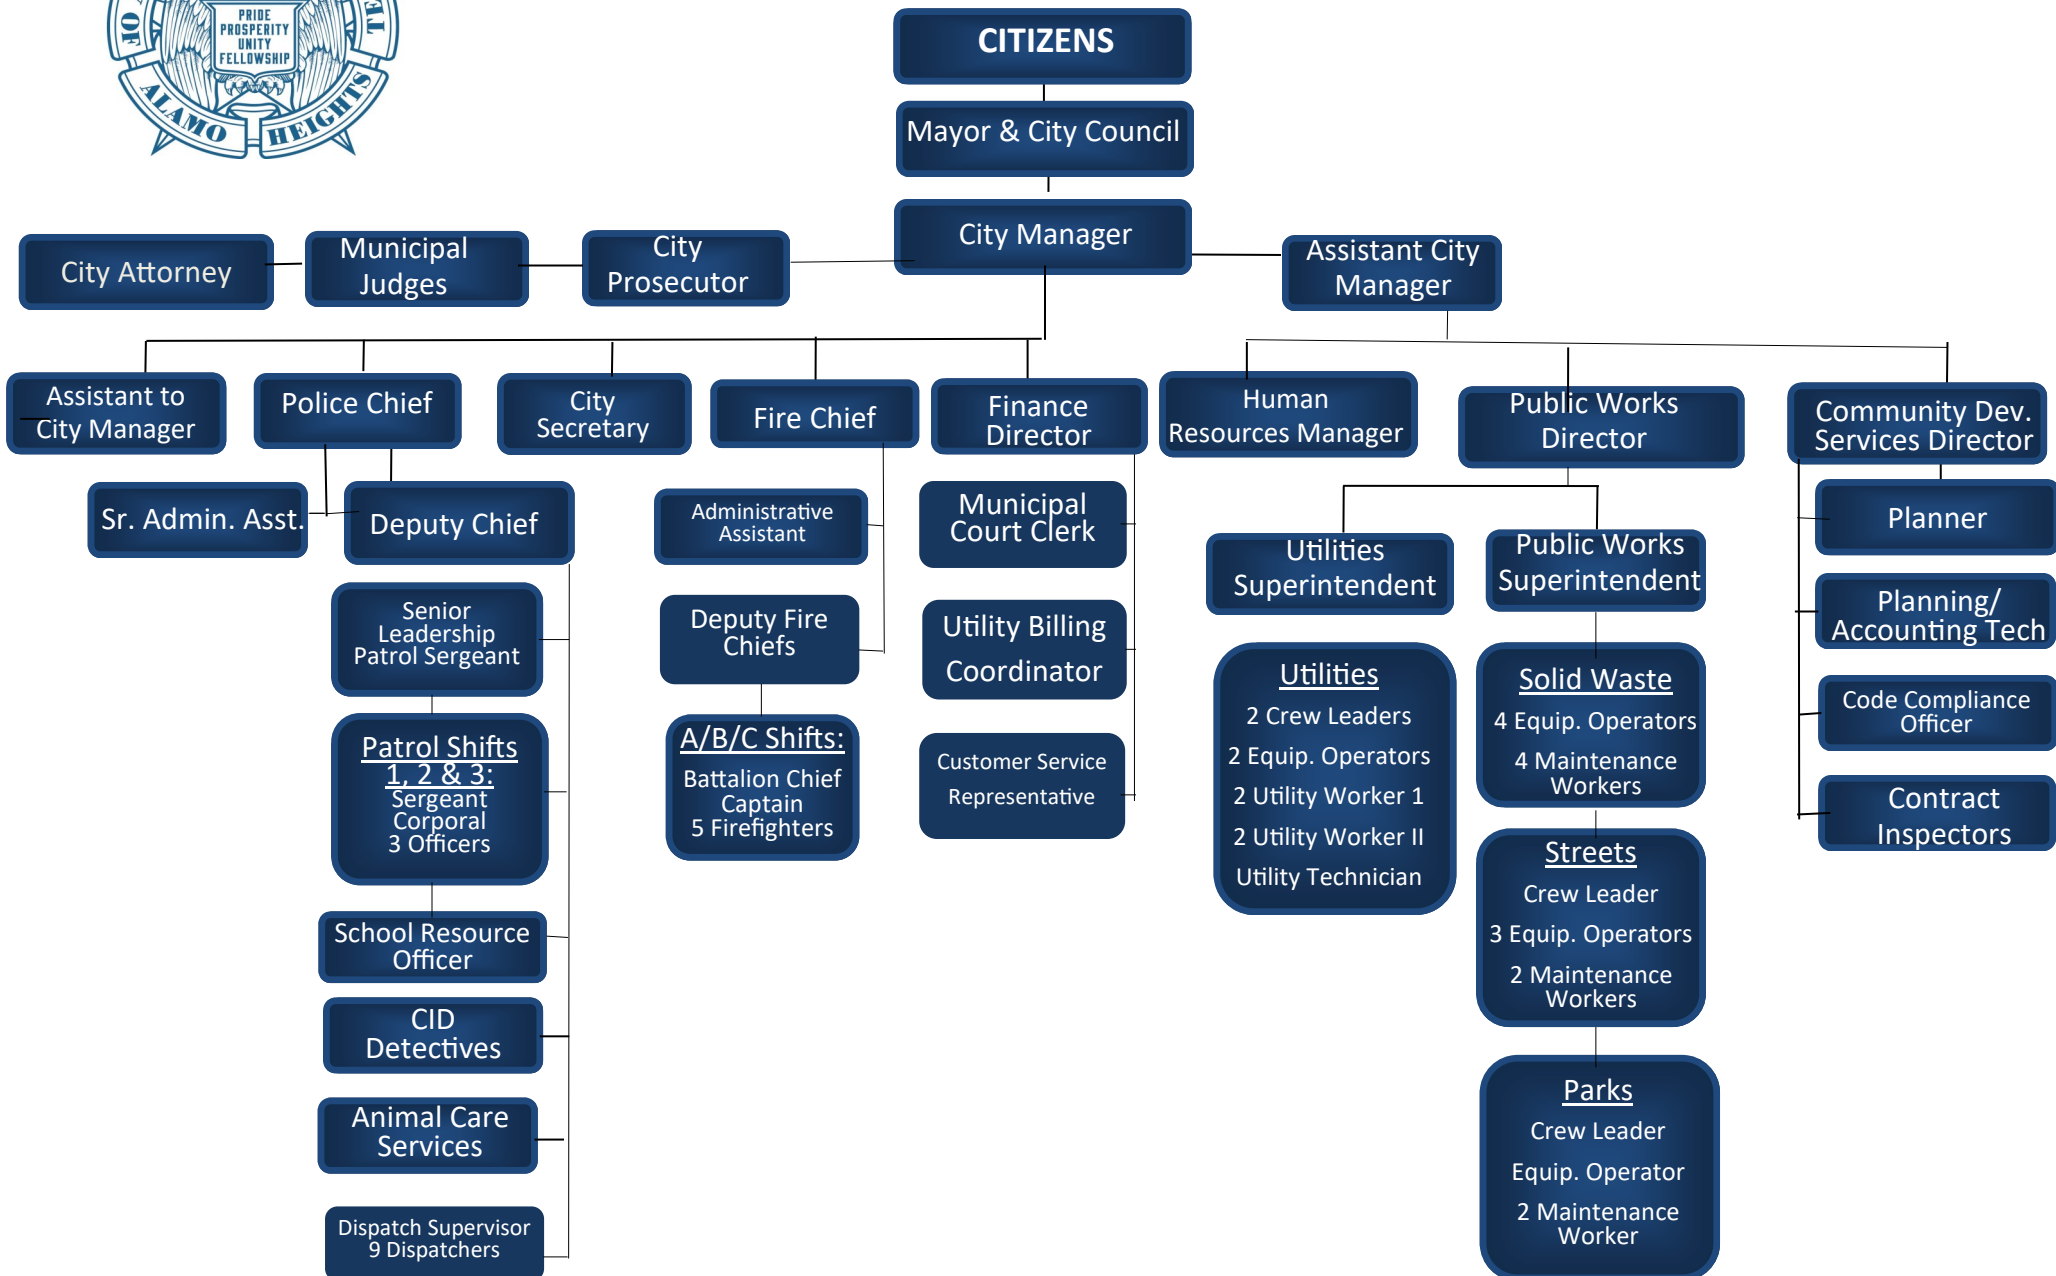 PRIDE
PROSPERITY
UNITY
FELLOWSHIP
ALAMO HEIGHTS
CITIZENS
Mayor & City Council
City Manager
City Attorney
Municipal
Judges
City
Prosecutor
Assistant City
Manager
Assistant to
City Manager
Police Chief
City
Secretary
Fire Chief
Finance
Director
Human
Resources Manager
Public Works
Director
Community Dev.
Services Director
Sr. Admin. Asst.
Deputy Chief
Administrative
Assistant
Municipal
Court Clerk
Utilities
Superintendent
Public Works
Superintendent
Planner
Senior
Leadership
Patrol Sergeant
Deputy Fire
Chiefs
Utility Billing
Coordinator
Planning/
Accounting Tech
Patrol Shifts
1, 2 & 3:
Sergeant
Corporal
3 Officers
A/B/C Shifts:
Battalion Chief
Captain
5 Firefighters
Customer Service
Representative
Utilities
2 Crew Leaders
2 Equip. Operators
2 Utility Worker 1
2 Utility Worker II
Utility Technician
Solid Waste
4 Equip. Operators
4 Maintenance
Workers
Code Compliance
Officer
Contract
Inspectors
Streets
Crew Leader
3 Equip. Operators
2 Maintenance
Workers
School Resource
Officer
CID
Detectives
Animal Care
Services
Dispatch Supervisor
9 Dispatchers
Parks
Crew Leader
Equip. Operator
2 Maintenance
Worker